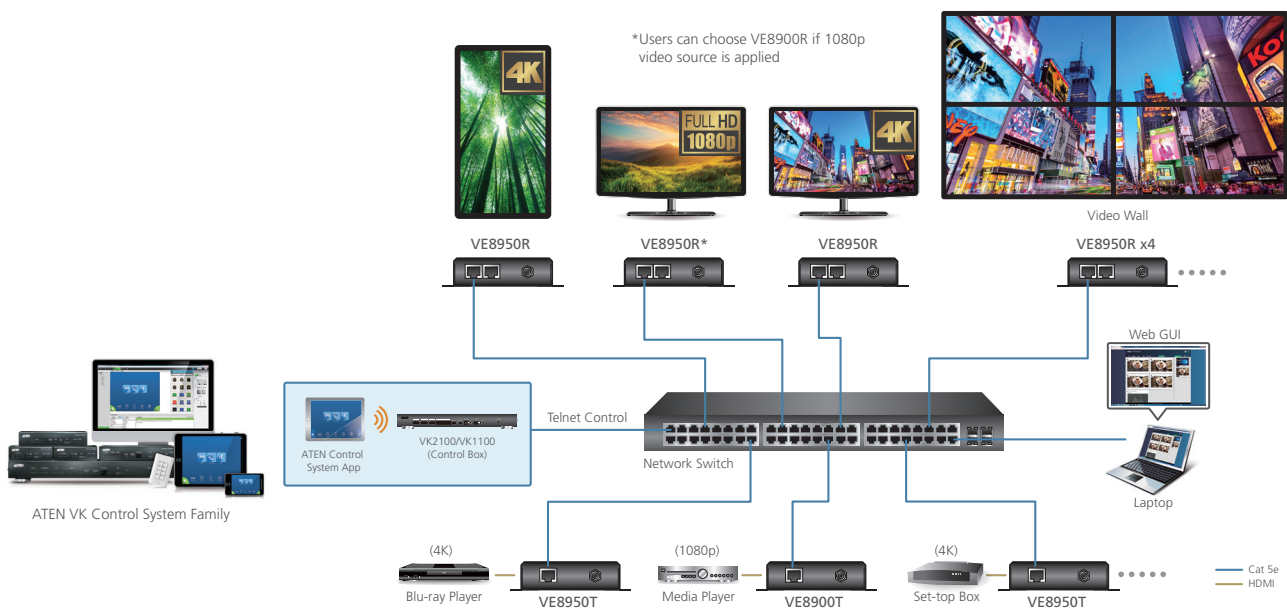 *Users can choose VE8900R if 1080p
video source is applied
4K
FULL HD
1080p
4K
Video Wall
VE8950R
VE8950R*
VE8950R
VE8950R x4
Web GUI
Telnet Control
ATEN Control
System App
VK2100/VK1100
(Control Box)
Network Switch
Laptop
ATEN VK Control System Family
(4K)
(1080p)
(4K)
Blu-ray Player
VE8950T
Media Player
VE8900T
Set-top Box
VE8950T
Cat 5e
HDMI